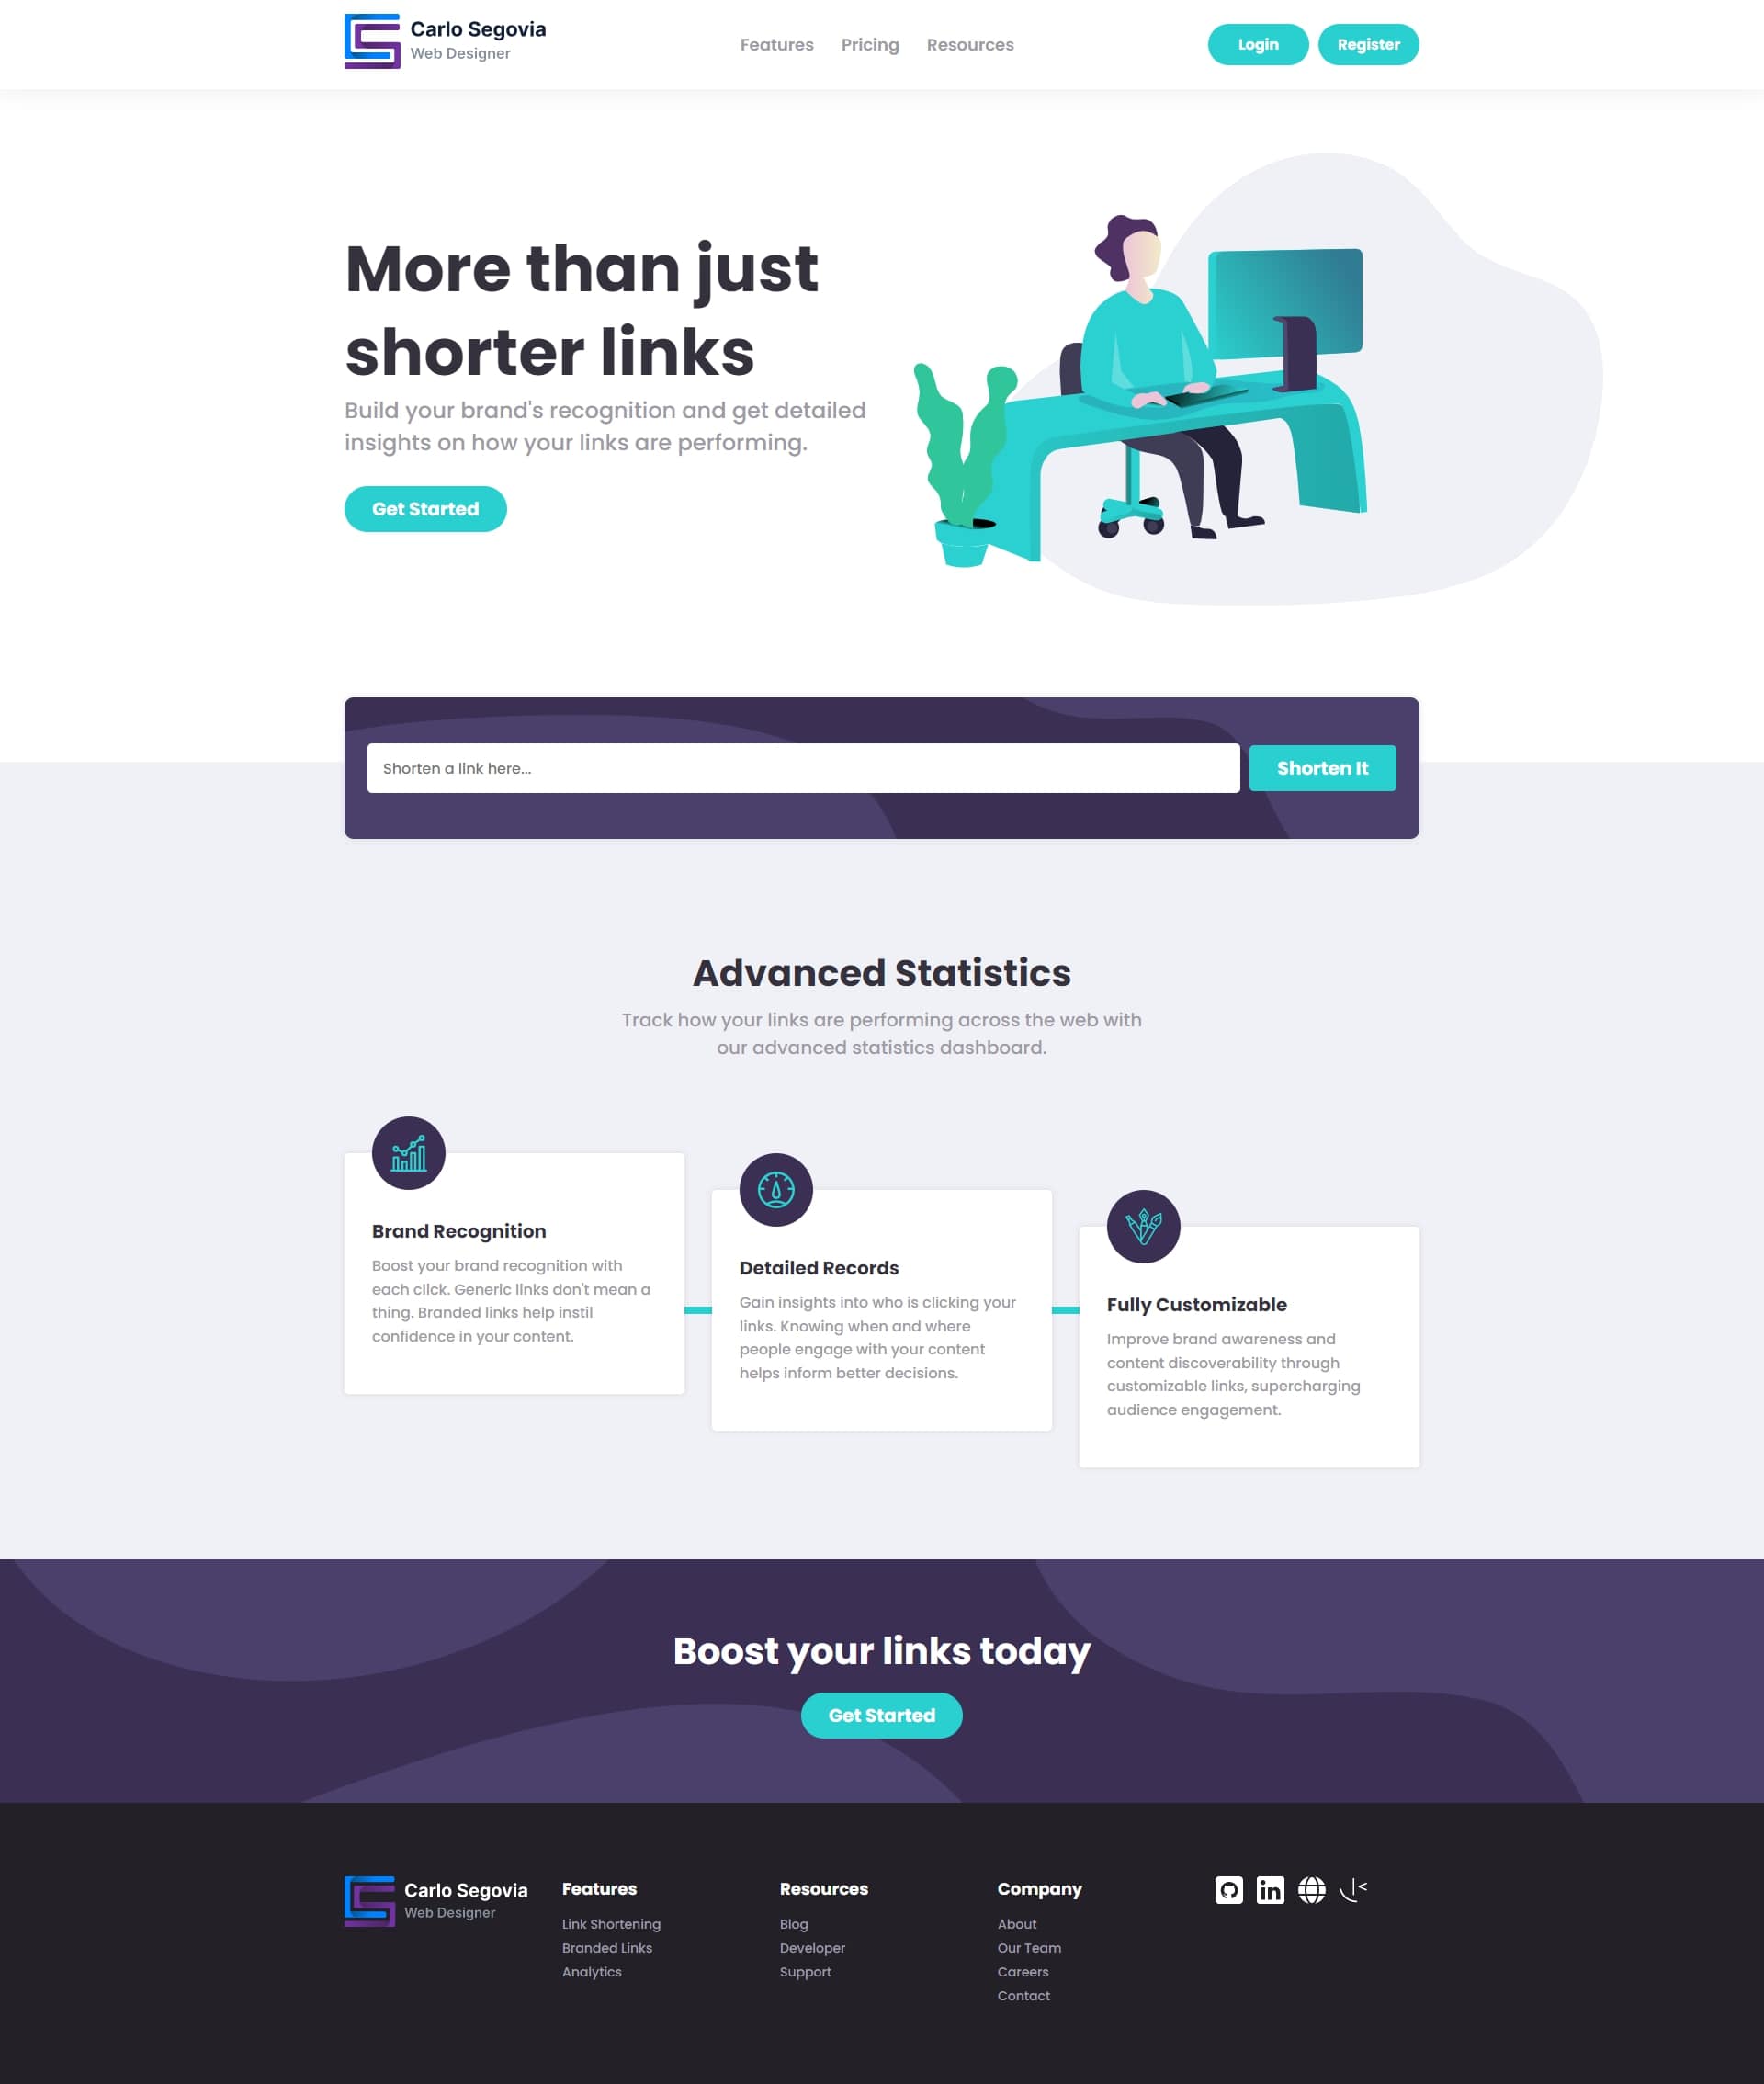 Carlo Segovia
Web Designer
Features Pricing Resources
Login Register
More than just
shorter links
Build your brand's recognition and get detailed
insights on how your links are performing.
Get Started
Shorten a link here...
Shorten It
Advanced Statistics
Track how your links are performing across the web with
our advanced statistics dashboard.
Brand Recognition
Boost your brand recognition with
each click. Generic links don't mean a
thing. Branded links help instil
confidence in your content.
Detailed Records
Gain insights into who is clicking your
links. Knowing when and where
people engage with your content
helps inform better decisions.
Fully Customizable
Improve brand awareness and
content discoverability through
customizable links, supercharging
audience engagement.
Boost your links today
Get Started
Carlo Segovia
Web Designer
Features
Link Shortening
Branded Links
Analytics
Resources
Blog
Developer
Support
Company
About
Our Team
Careers
Contact